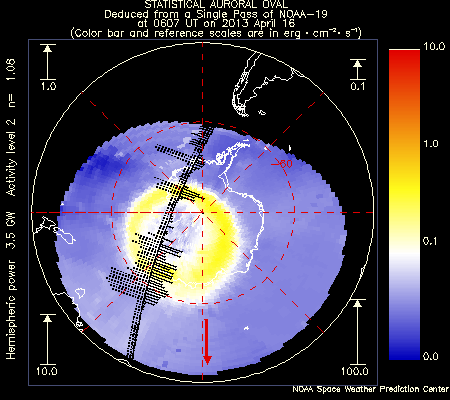 STATISTICAL AURORAL OVAL
Deduced from a Single Pass of NOAA-19
at 0607 UT on 2013 April 16
(Color bar and reference scales are in erg·cm⁻²·s⁻¹)
Hemispheric power 3.5 GW Activity level 2 n= 1.08
1.0
0.1
10.0
100.0
-60
10.0
1.0
0.1
0.0
NOAA Space Weather Prediction Center